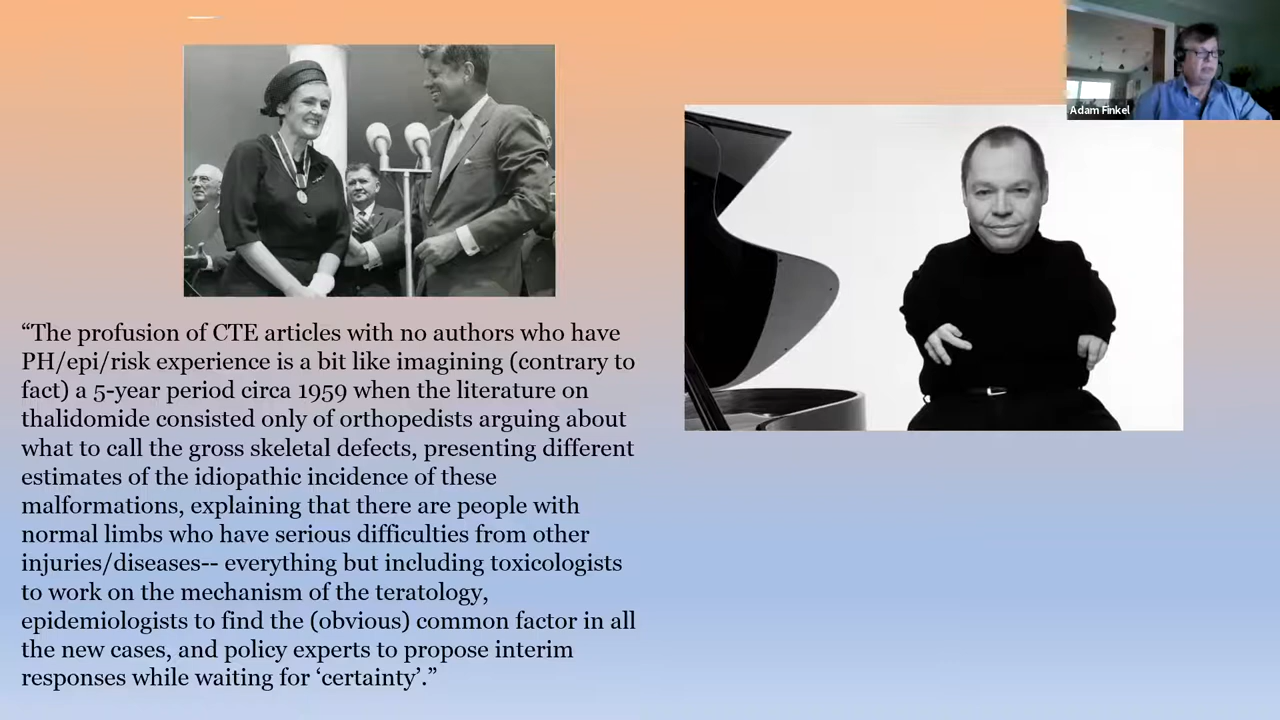 Adam Finkel
“The profusion of CTE articles with no authors who have
PH/epi/risk experience is a bit like imagining (contrary to
fact) a 5-year period circa 1959 when the literature on
thalidomide consisted only of orthopedists arguing about
what to call the gross skeletal defects, presenting different
estimates of the idiopathic incidence of these
malformations, explaining that there are people with
normal limbs who have serious difficulties from other
injuries/diseases-- everything but including toxicologists
to work on the mechanism of the teratology,
epidemiologists to find the (obvious) common factor in all
the new cases, and policy experts to propose interim
responses while waiting for ‘certainty’.”